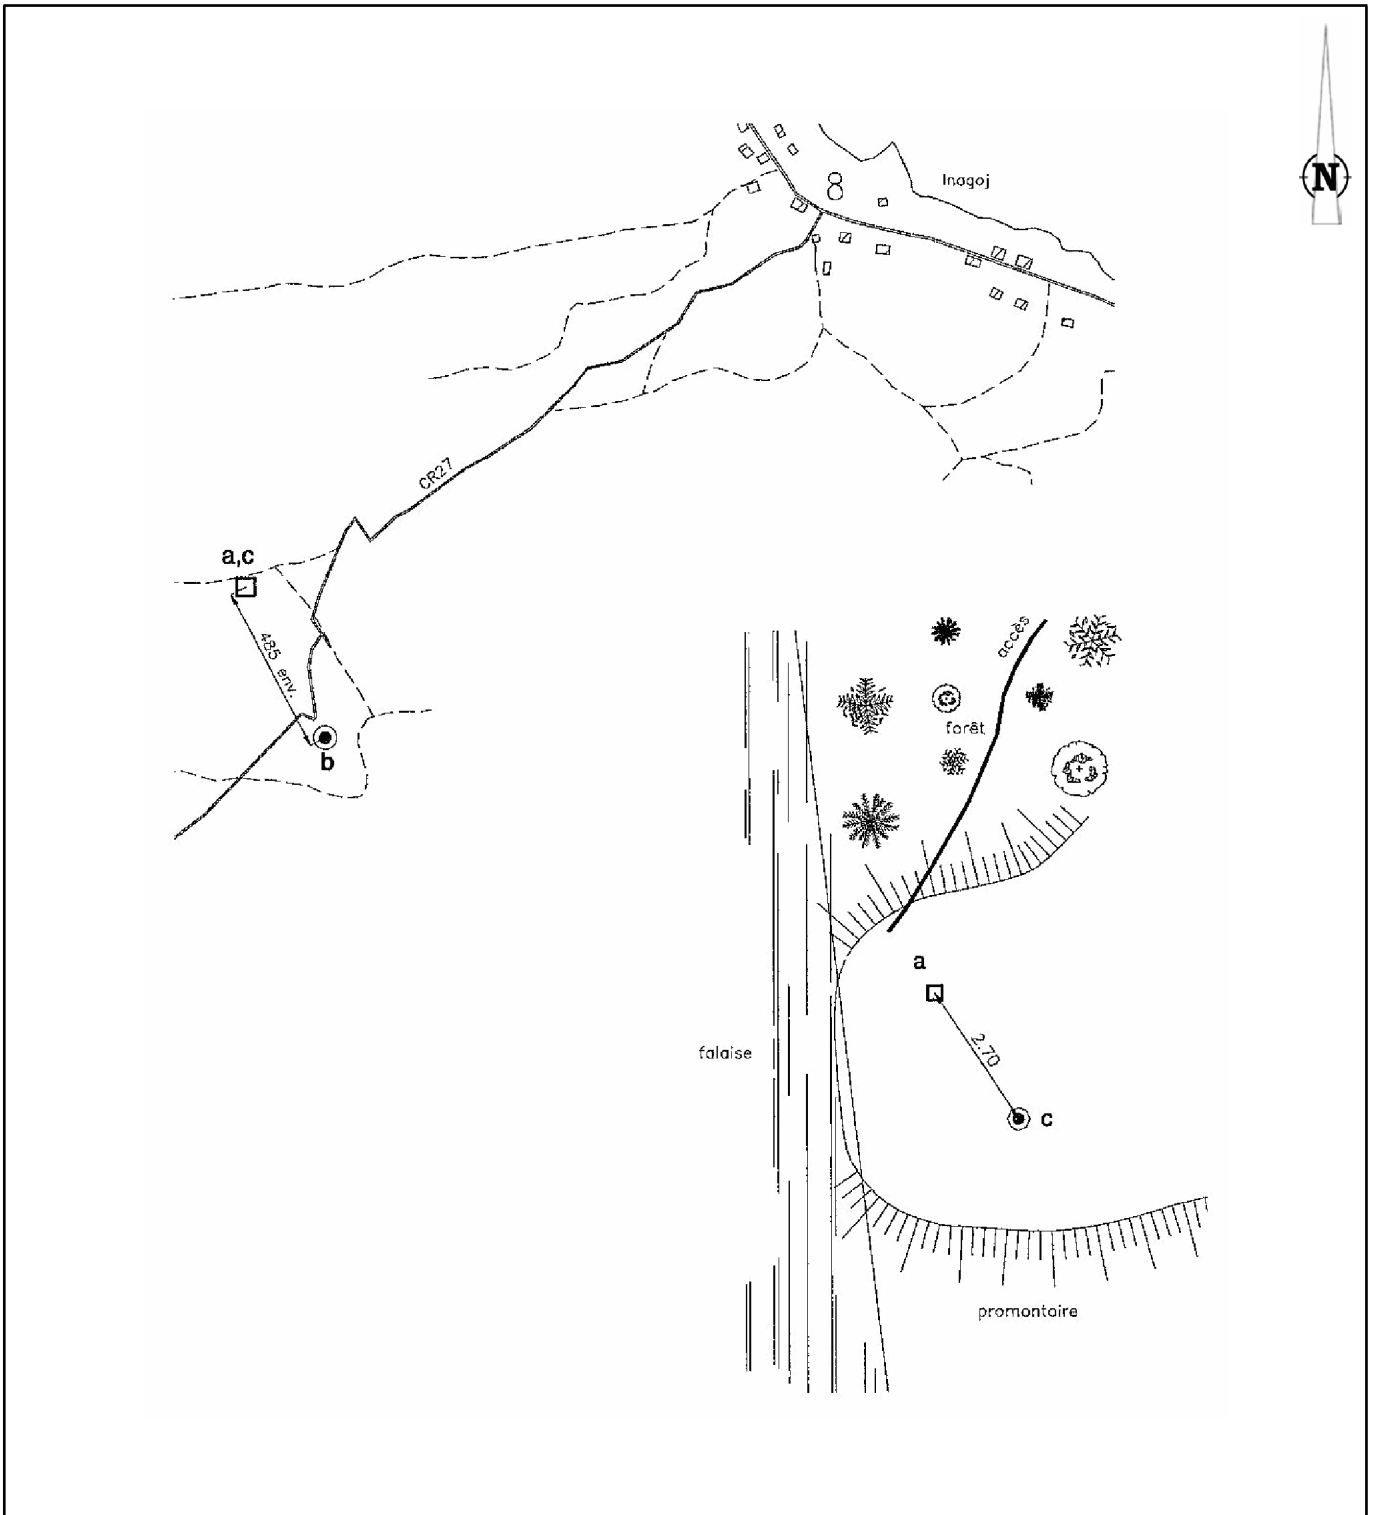 N
8
Inagoj
CR27
a,c
485 env.
b
accès
forêt
a
2.70
falaise
c
promontoire